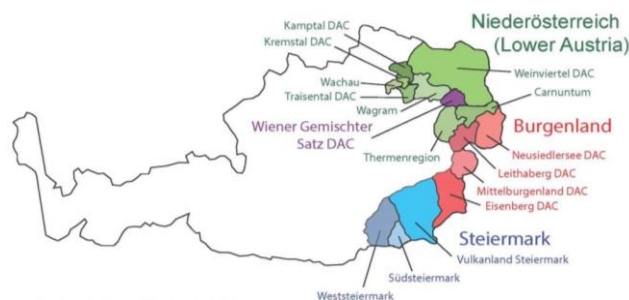 Niederösterreich
(Lower Austria)
Kamptal DAC
Kremstal DAC
Wachau
Traisental DAC
Wagram
Weinviertel DAC
Carnuntum
Wiener Gemischter
Satz DAC
Thermenregion
Burgenland
Neusiedlersee DAC
Leithaberg DAC
Mittelburgenland DAC
Eisenberg DAC
Steiermark
Vulkanland Steiermark
Südsteiermark
Weststeiermark